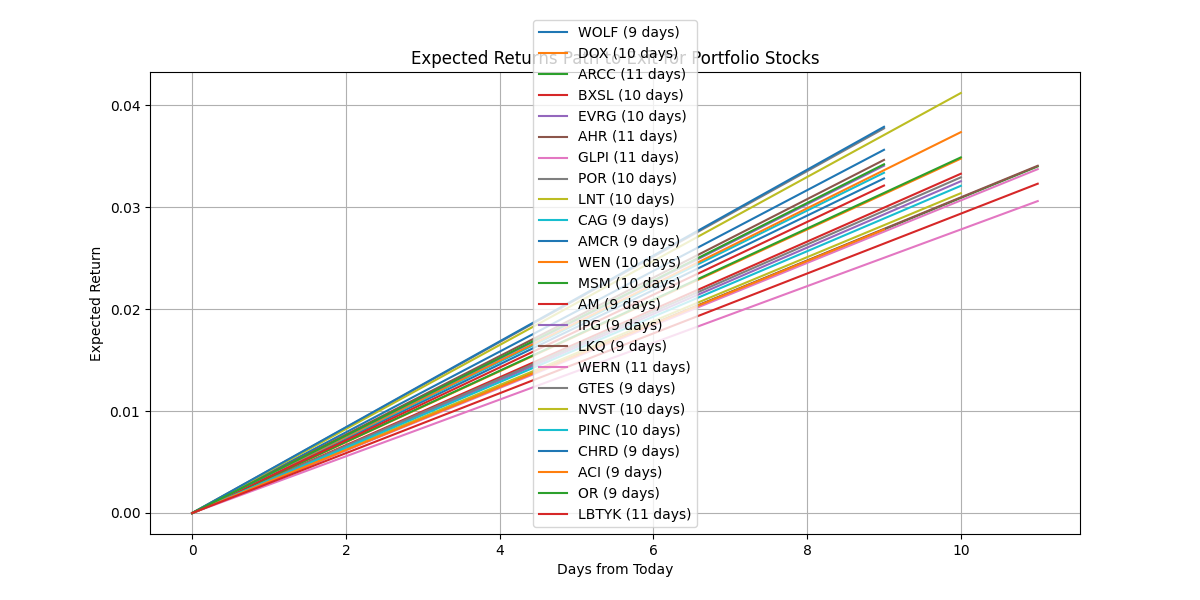 Expected Returns Path to Exit for Portfolio Stocks
WOLF (9 days)
DOX (10 days)
ARCC (11 days)
BXSL (10 days)
EVRG (10 days)
AHR (11 days)
GLPI (11 days)
POR (10 days)
LNT (10 days)
CAG (9 days)
AMCR (9 days)
WEN (10 days)
MSM (10 days)
AM (9 days)
IPG (9 days)
LKQ (9 days)
WERN (11 days)
GTES (9 days)
NVST (10 days)
PINC (10 days)
CHRD (9 days)
ACI (9 days)
OR (9 days)
LBTYK (11 days)
Expected Return
0.04
0.03
0.02
0.01
0.00
0 2 4 6 8 10
Days from Today